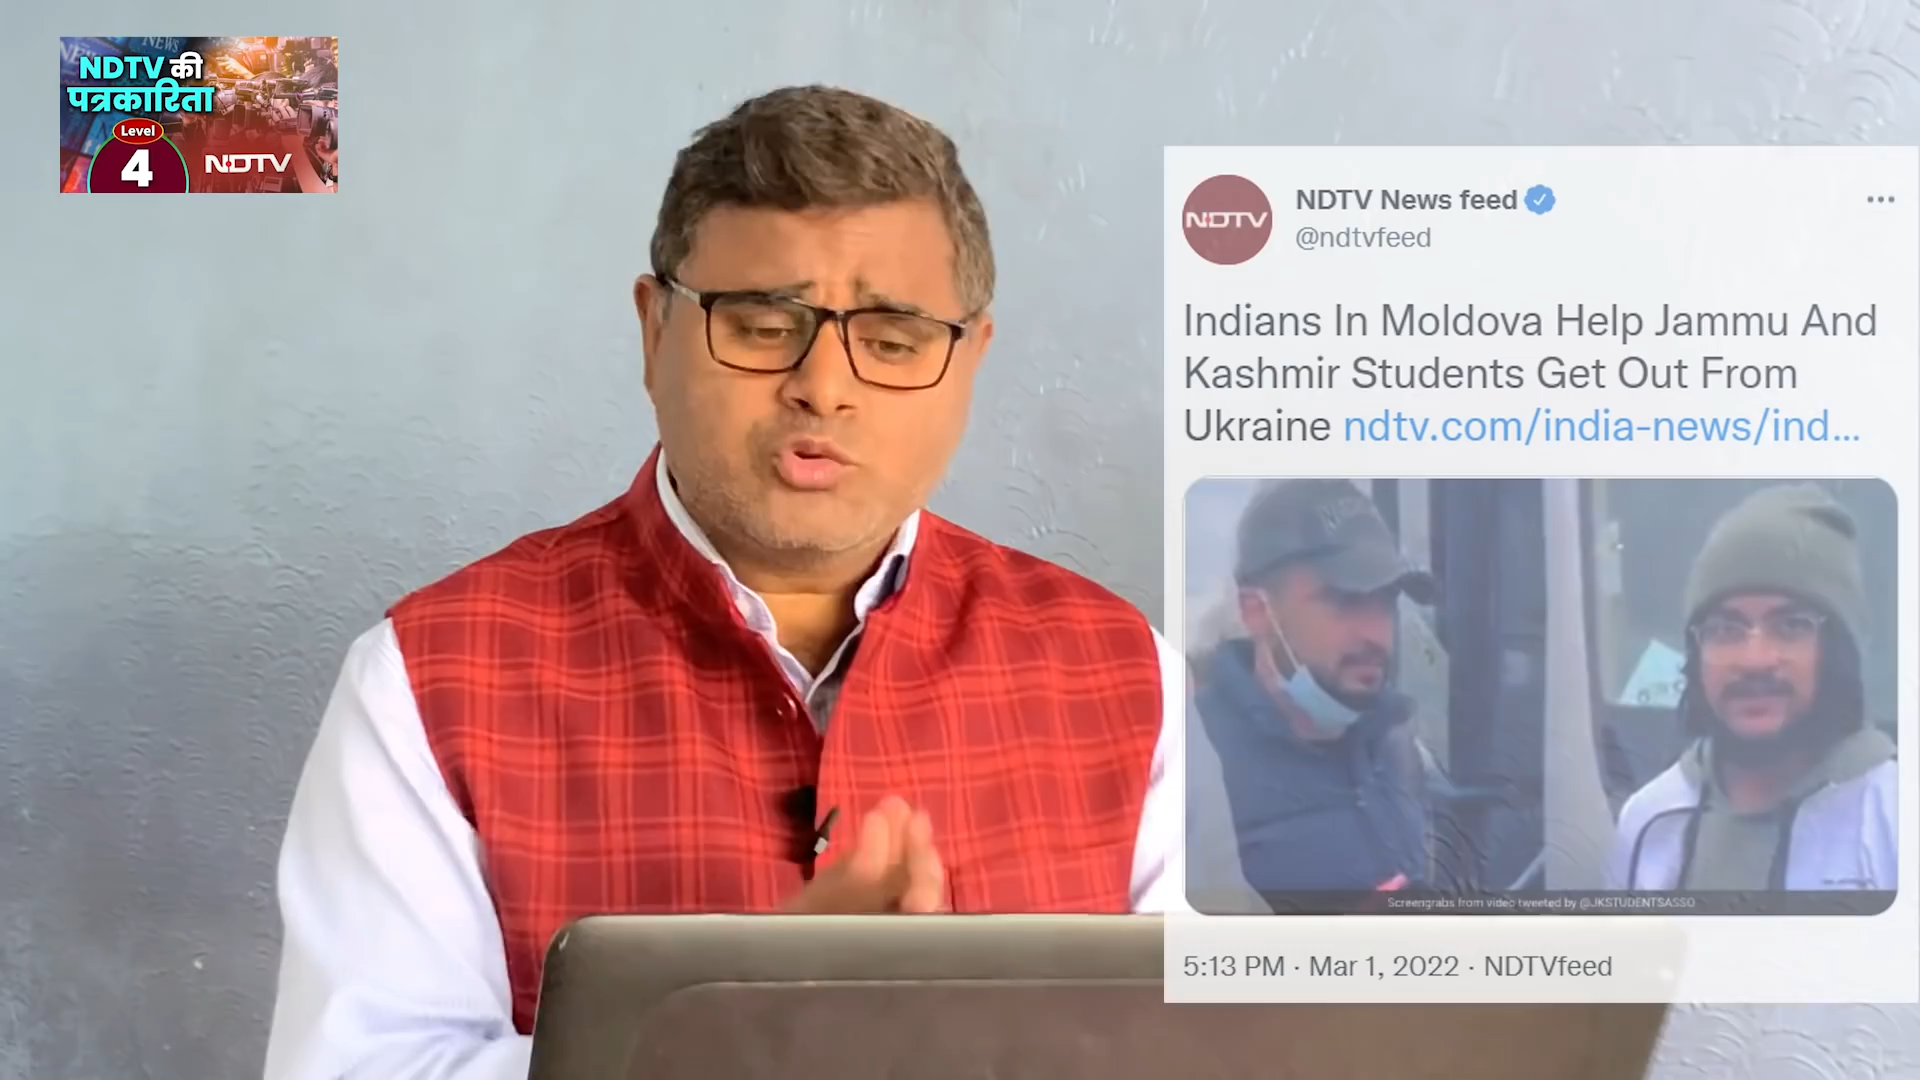 NEWS
NDTV की
पत्रकारिता
Level
4
NDTV
NDTV
NDTV News feed
@ndtvfeed
Indians In Moldova Help Jammu And
Kashmir Students Get Out From
Ukraine ndtv.com/india-news/ind...
Screengrabs from video tweeted by @JKSTUDENTSASSO
5:13 PM · Mar 1, 2022 · NDTVfeed